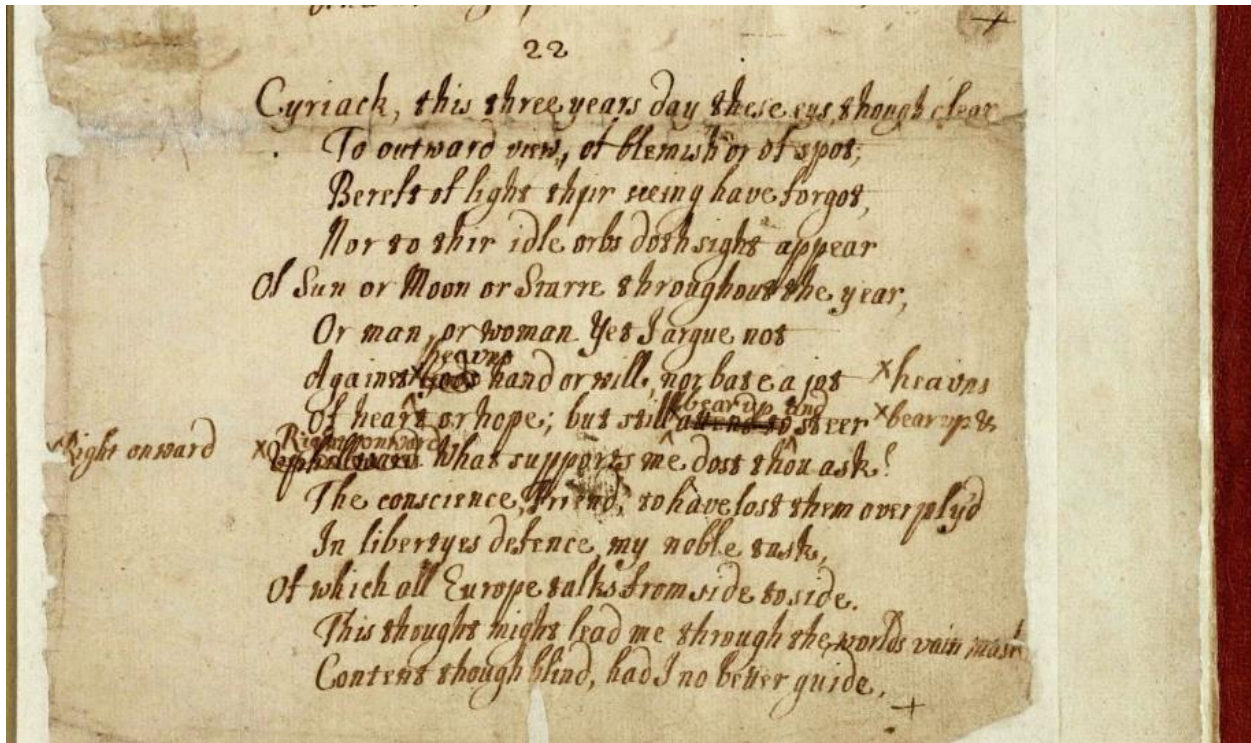 22
Cyriack, this three years day these eys, though clear
To outward view, of blemish or of spot;
Bereft of light thir seeing have forgot,
Nor to thir idle orbs doth sight appear
Of Sun or Moon or Starre throughout the year,
Or man, or woman. Yet I argue not
heavns
Against hand or will, nor bate a jot x heavns
bear up and
Of heart or hope; but still attend to steer x bear up &
Right onward
Right onward x Uphillward. What supports me dost thou ask?
The conscience, Friend, to have lost them overply'd
In libertyes defence, my noble task,
Of which all Europe talks from side to side.
This thought might lead me through the worlds vain mask
Content though blind, had I no better guide.